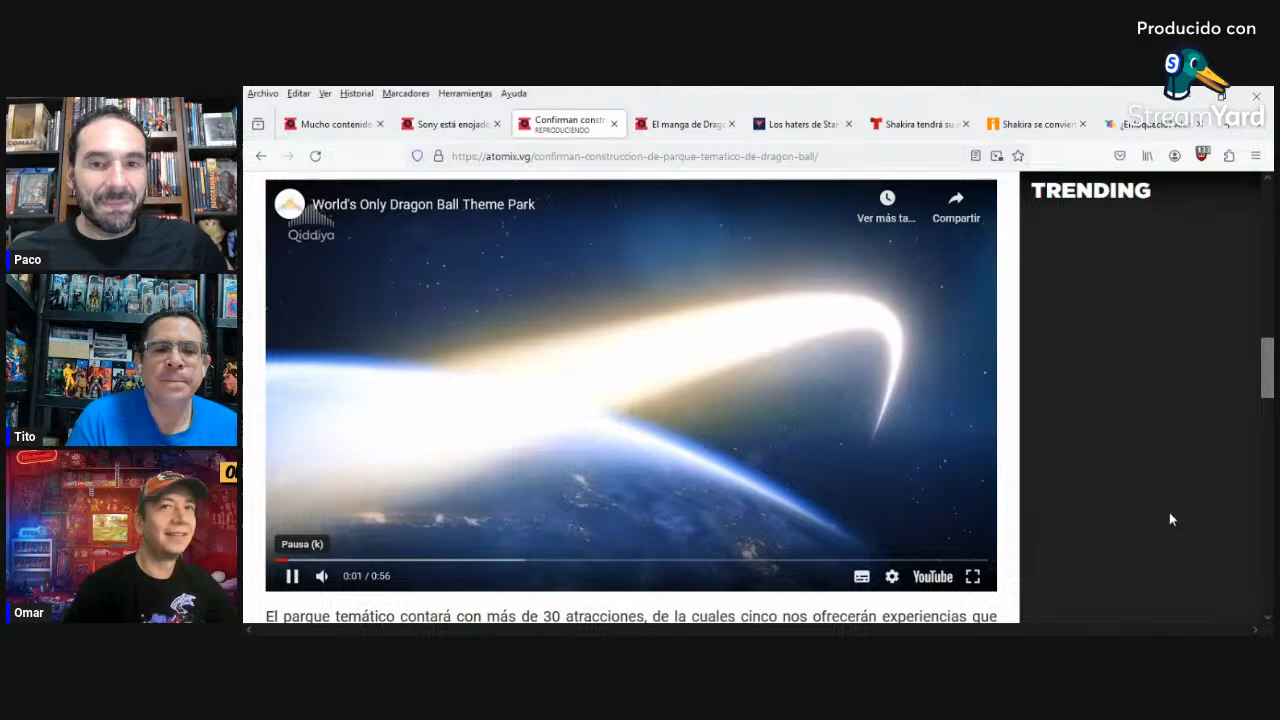 Producido con
StreamYard
Archivo Editar Ver Historial Marcadores Herramientas Ayuda
Mucho contenido
Sony está enojada
Confirman constr
REPRODUCIENDO
El manga de Drag
Los haters de Star
Shakira tendrá su
Shakira se convier
https://atomix.vg/confirman-construccion-de-parque-tematico-de-dragon-ball/
World's Only Dragon Ball Theme Park
Qiddiya
Ver más ta...
Compartir
TRENDING
Paco
Tito
Omar
Pausa (k)
0:01 / 0:56
YouTube
El parque temático contará con más de 30 atracciones, de la cuales cinco nos ofrecerán experiencias que